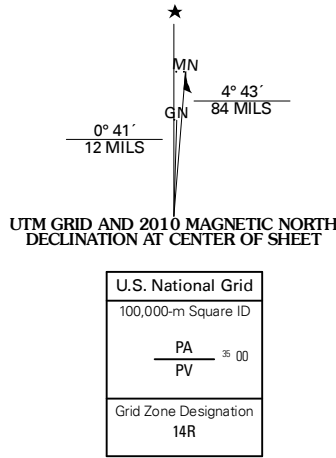 ★
MN
4° 43´
84 MILS
GN
0° 41´
12 MILS
UTM GRID AND 2010 MAGNETIC NORTH
DECLINATION AT CENTER OF SHEET
U.S. National Grid
100,000-m Square ID
PA
35 00
PV
Grid Zone Designation
14R